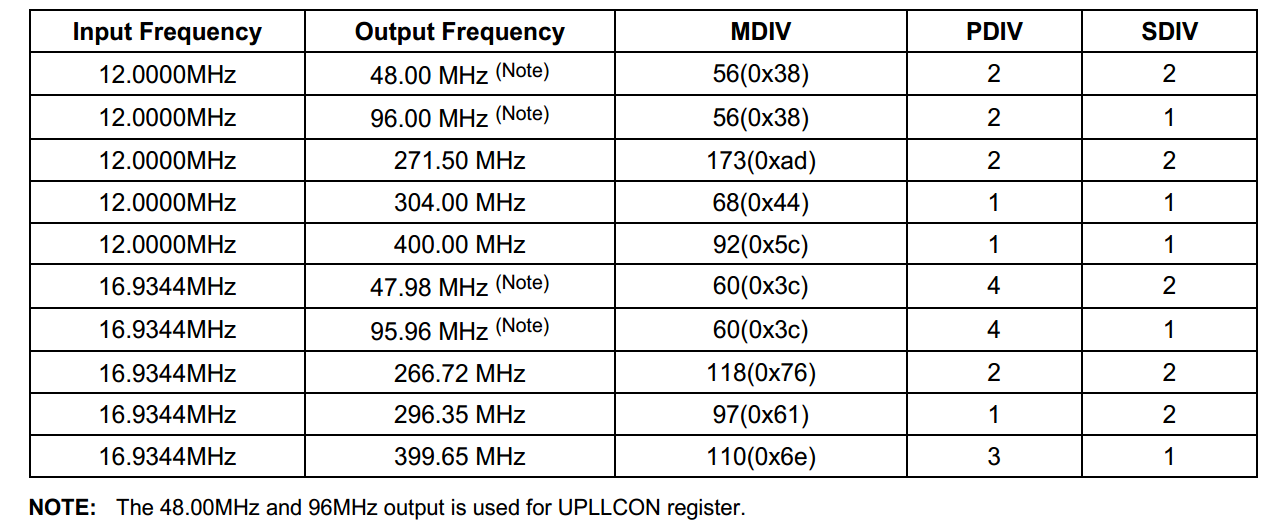 Input Frequency Output Frequency MDIV PDIV SDIV
12.0000MHz 48.00 MHz (Note) 56(0x38) 2 2
12.0000MHz 96.00 MHz (Note) 56(0x38) 2 1
12.0000MHz 271.50 MHz 173(0xad) 2 2
12.0000MHz 304.00 MHz 68(0x44) 1 1
12.0000MHz 400.00 MHz 92(0x5c) 1 1
16.9344MHz 47.98 MHz (Note) 60(0x3c) 4 2
16.9344MHz 95.96 MHz (Note) 60(0x3c) 4 1
16.9344MHz 266.72 MHz 118(0x76) 2 2
16.9344MHz 296.35 MHz 97(0x61) 1 2
16.9344MHz 399.65 MHz 110(0x6e) 3 1
NOTE: The 48.00MHz and 96MHz output is used for UPLLCON register.